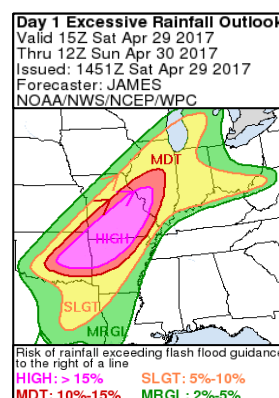 Day 1 Excessive Rainfall Outlook
Valid 15Z Sat Apr 29 2017
Thru 12Z Sun Apr 30 2017
Issued: 1451Z Sat Apr 29 2017
Forecaster: JAMES
NOAA/NWS/NCEP/WPC
MDT
HIGH
SLGT
MRGL
Risk of rainfall exceeding flash flood guidance
to the right of a line
HIGH: > 15% SLGT: 5%-10%
MDT: 10%-15% MRGL: 2%-5%